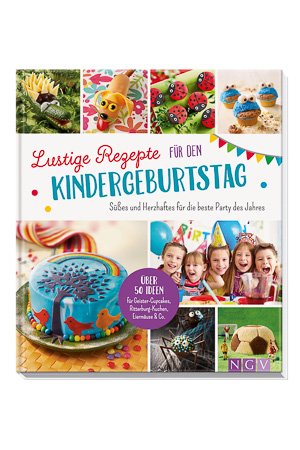 Lustige Rezepte FÜR DEN
KINDERGEBURTSTAG
Süßes und Herzhaftes für die beste Party des Jahres
ÜBER
50 IDEEN
für Geister-Cupcakes,
Ritterburg-Kuchen,
Eiermäuse & Co.
NGV